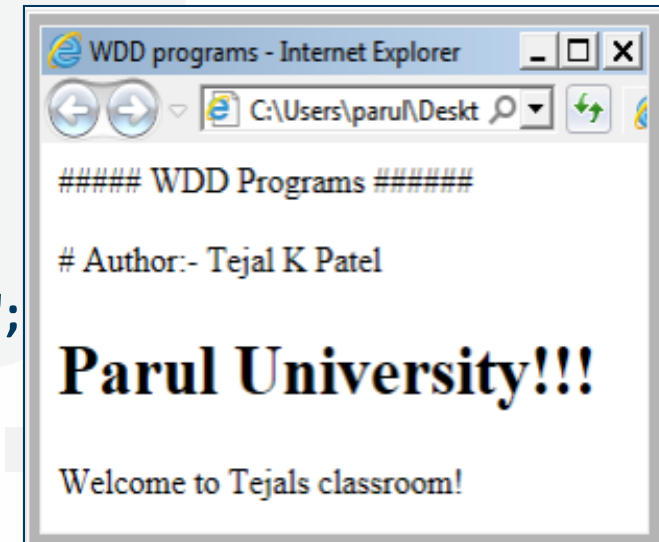 WDD programs - Internet Explorer
C:\Users\parul\Deskt
##### WDD Programs ######
# Author:- Tejal K Patel
";
Parul University!!!
Welcome to Tejals classroom!